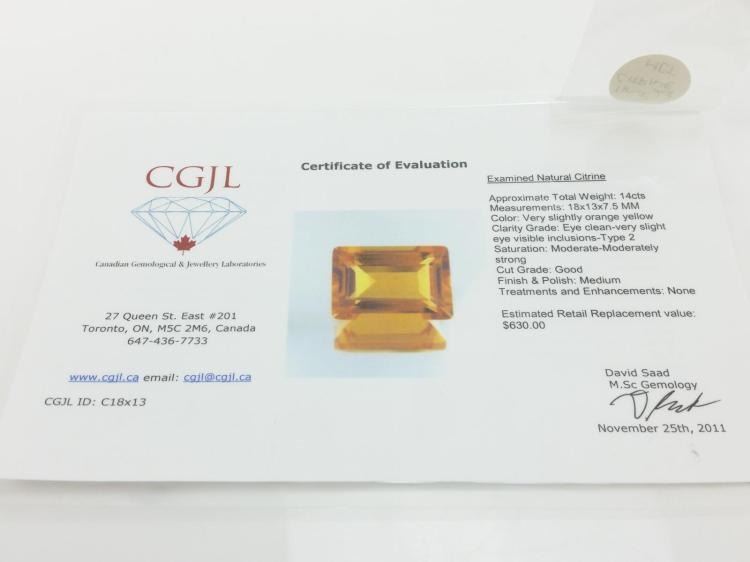 CGJL
Canadian Gemological & Jewellery Laboratories
27 Queen St. East #201
Toronto, ON, M5C 2M6, Canada
647-436-7733
www.cgjl.ca email: cgjl@cgjl.ca
CGJL ID: C18x13
Certificate of Evaluation
Examined Natural Citrine
Approximate Total Weight: 14cts
Measurements: 18x13x7.5 MM
Color: Very slightly orange yellow
Clarity Grade: Eye clean-very slight
eye visible inclusions-Type 2
Saturation: Moderate-Moderately
strong
Cut Grade: Good
Finish & Polish: Medium
Treatments and Enhancements: None
Estimated Retail Replacement value:
$630.00
David Saad
M.Sc Gemology
November 25th, 2011